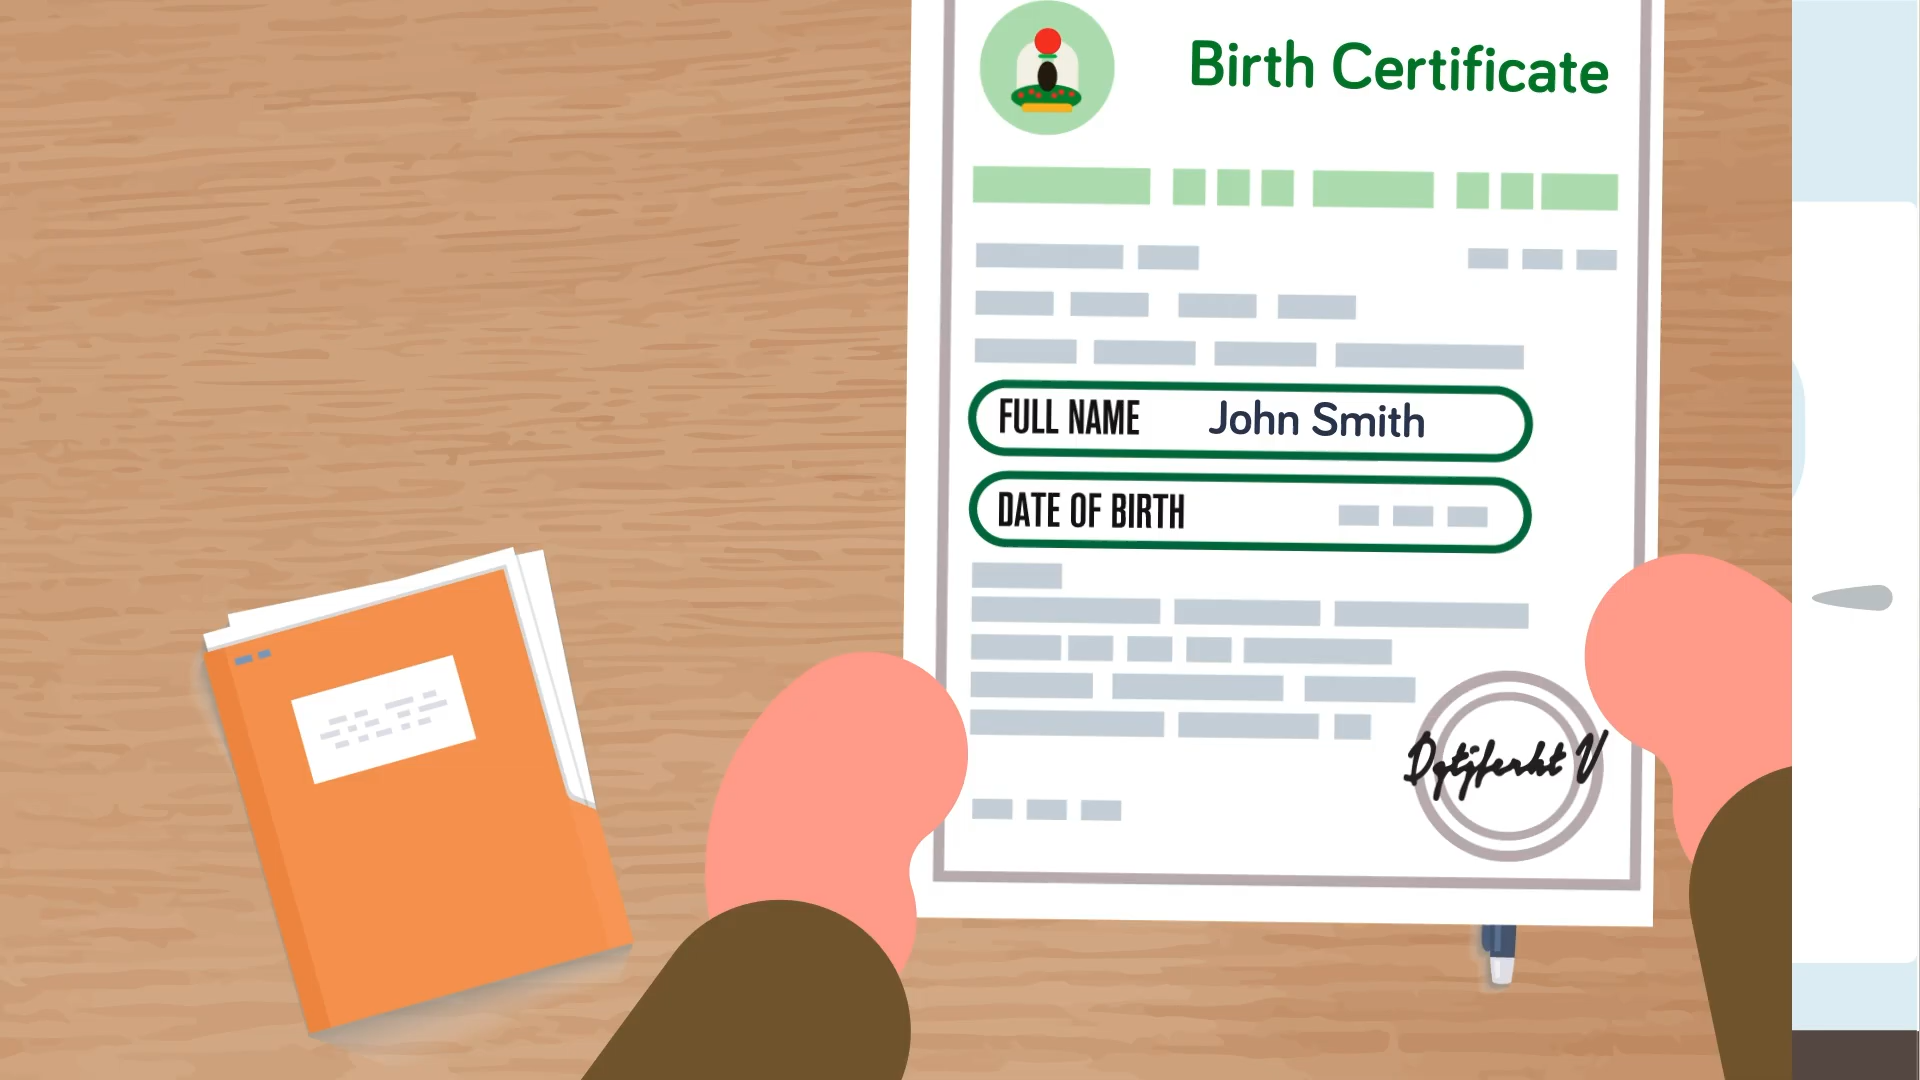 Birth Certificate
FULL NAME John Smith
DATE OF BIRTH